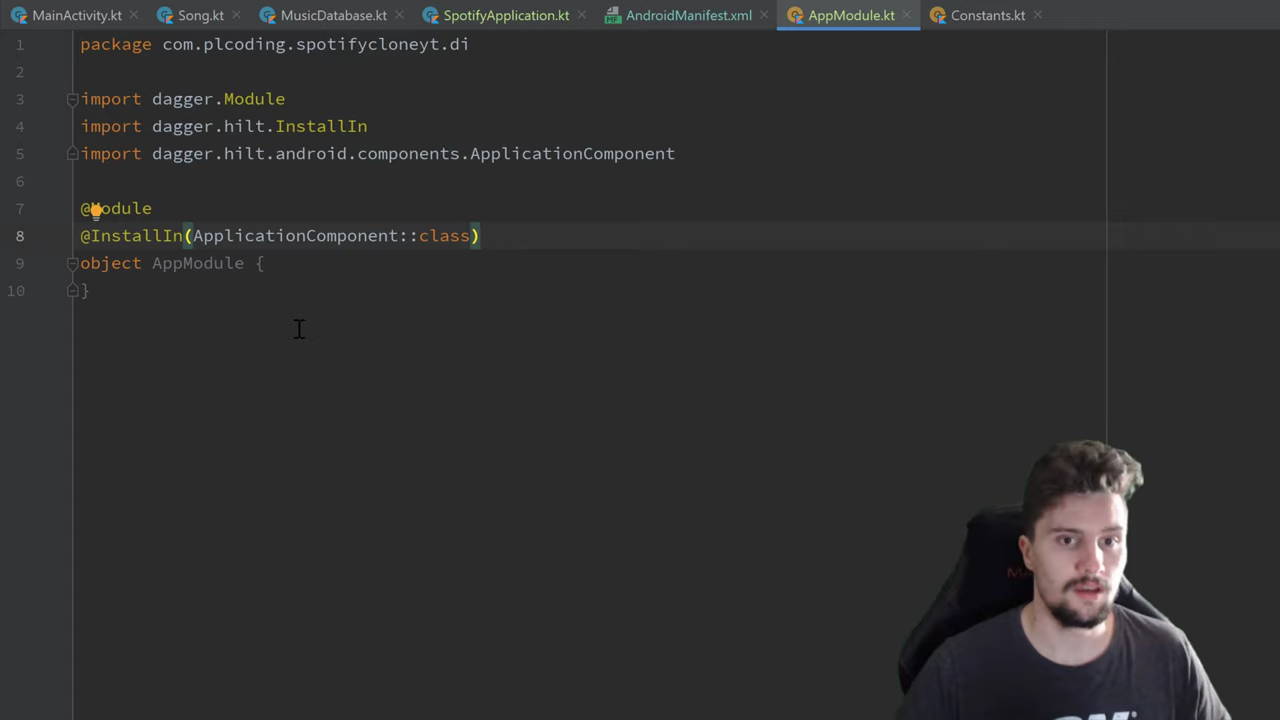 MainActivity.kt Song.kt MusicDatabase.kt SpotifyApplication.kt AndroidManifest.xml AppModule.kt Constants.kt
1 package com.plcoding.spotifycloneyt.di
2
3 import dagger.Module
4 import dagger.hilt.InstallIn
5 import dagger.hilt.android.components.ApplicationComponent
6
7 @Module
8 @InstallIn(ApplicationComponent::class)
9 object AppModule {
10 }